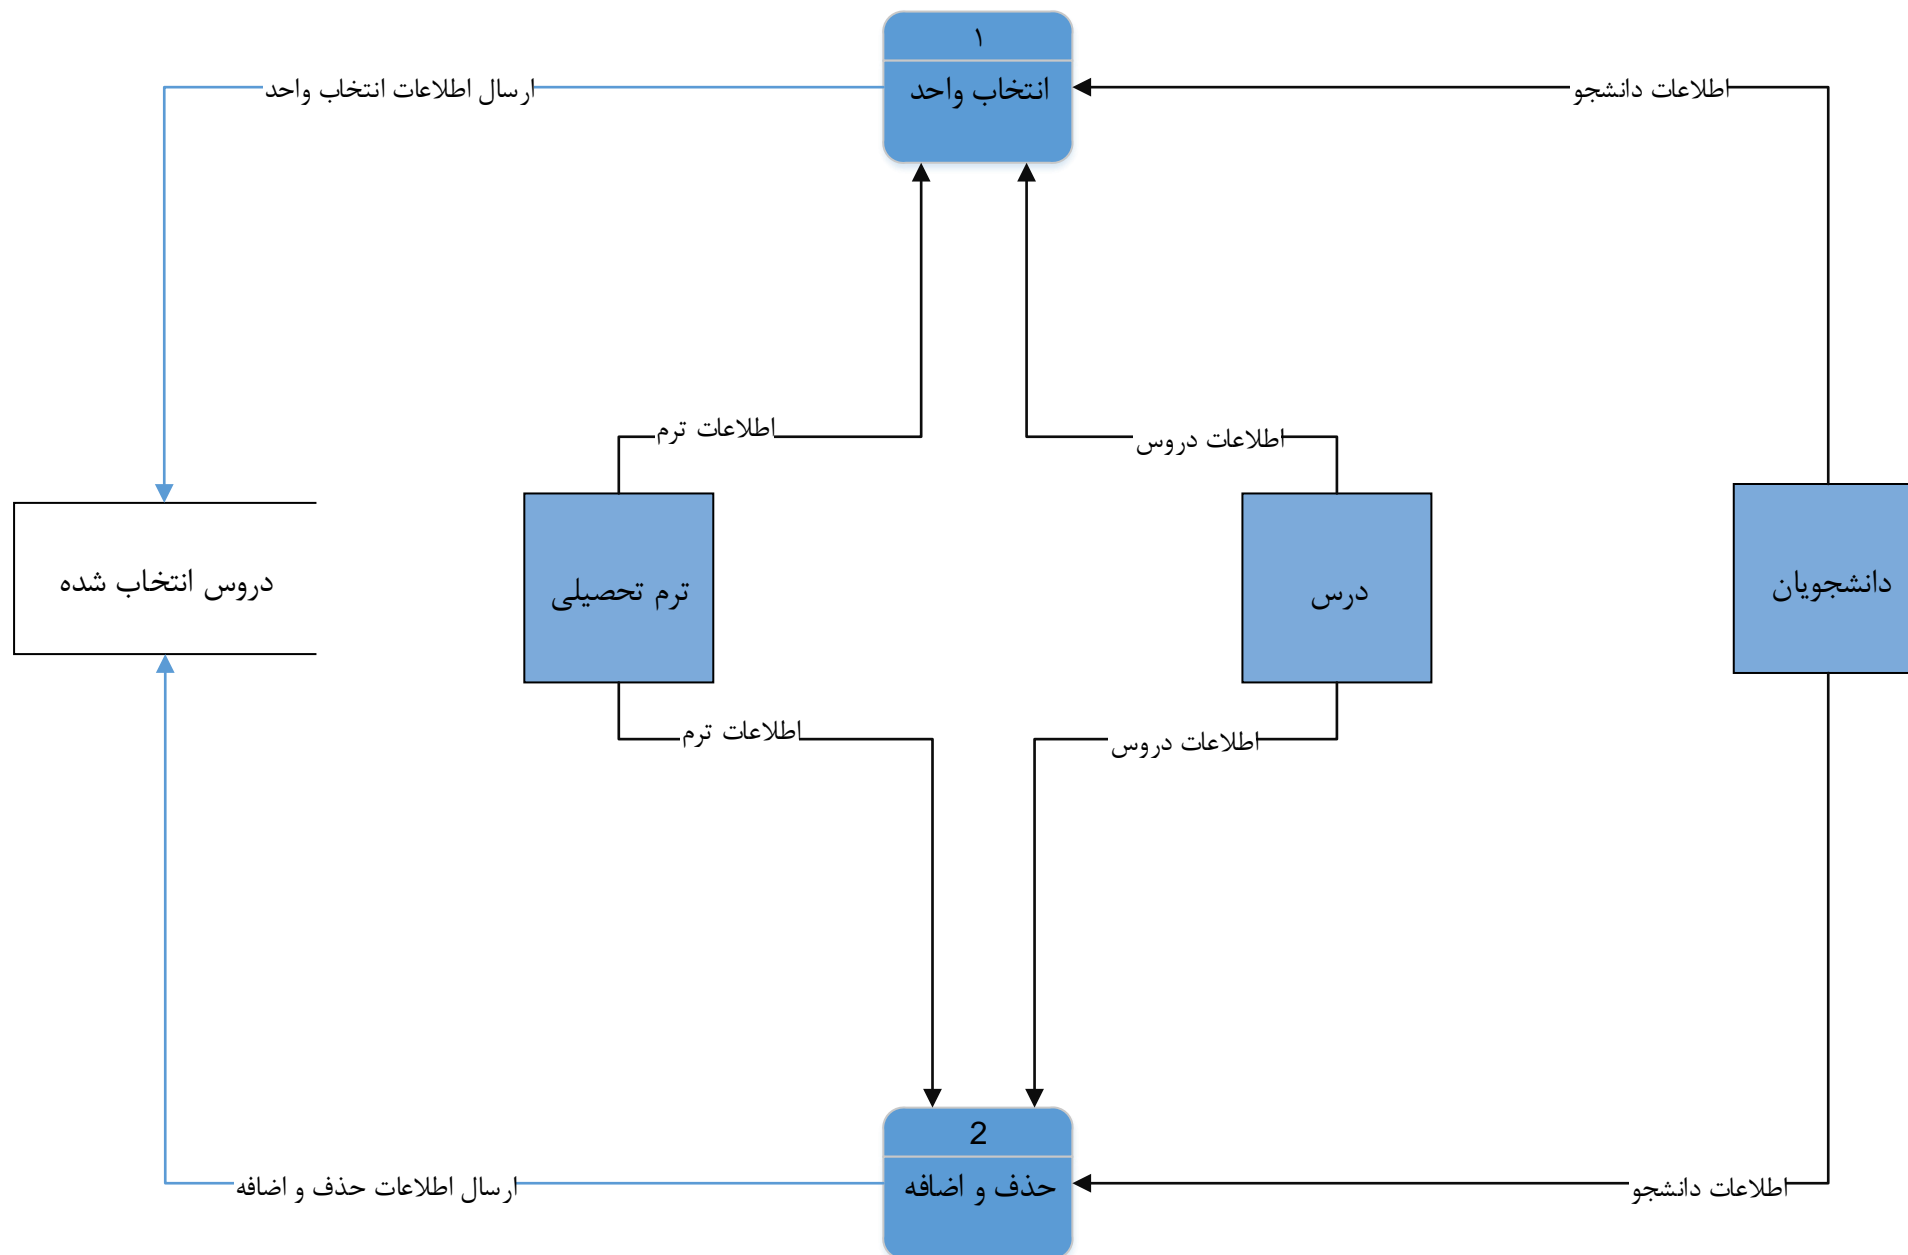 ۱
انتخاب واحد
اطلاعات دانشجو
ارسال اطلاعات انتخاب واحد
اطلاعات دروس
اطلاعات ترم
دانشجویان
درس
ترم تحصیلی
دروس انتخاب شده
اطلاعات دروس
اطلاعات ترم
2
حذف و اضافه
اطلاعات دانشجو
ارسال اطلاعات حذف و اضافه